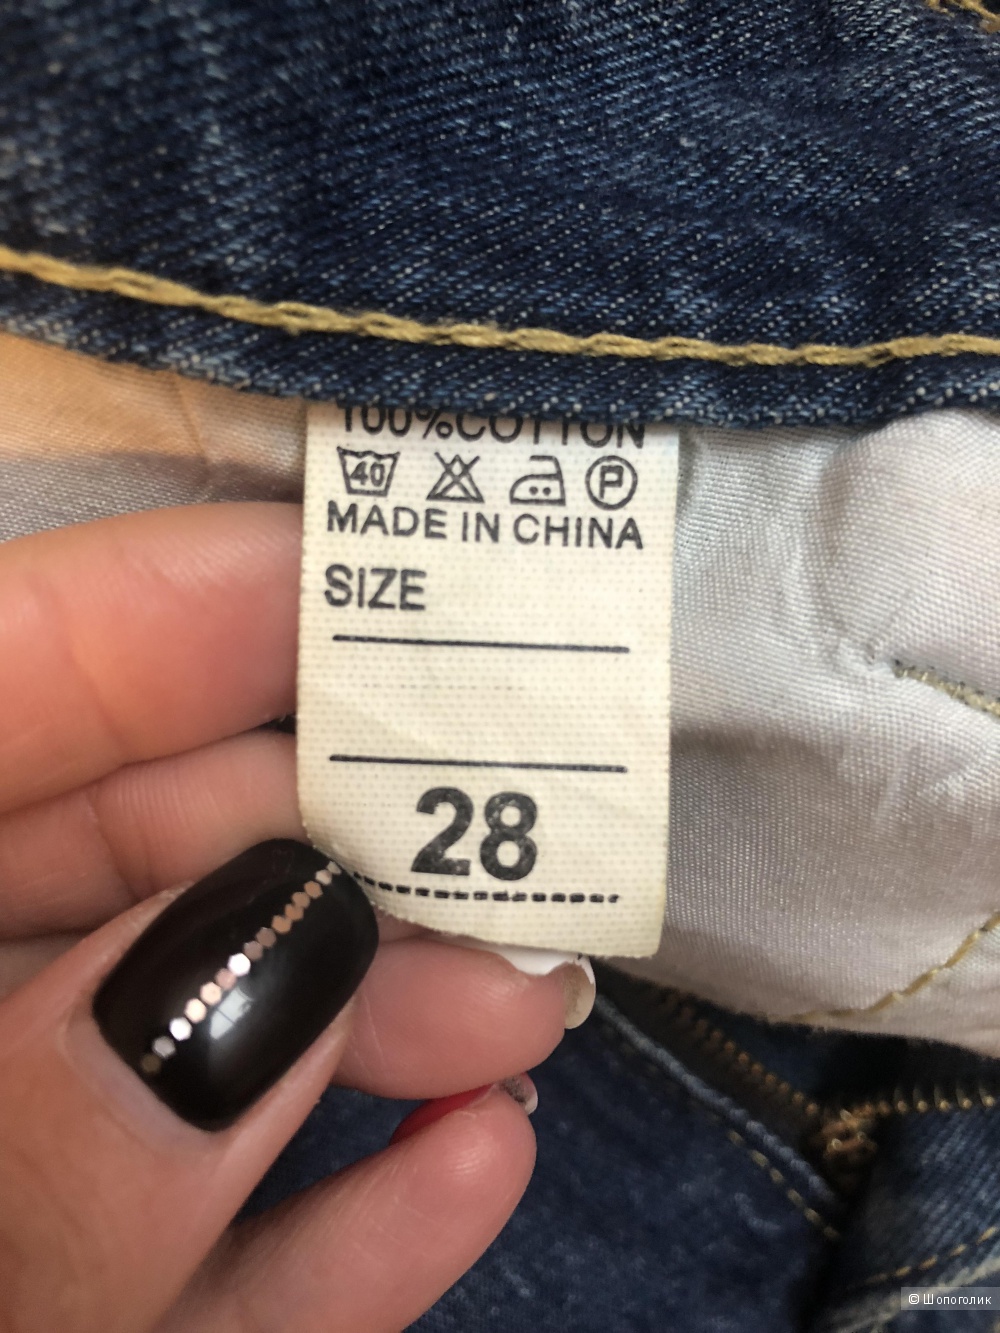 100%COTTON
40 P
MADE IN CHINA
SIZE
28
© Шопоголик